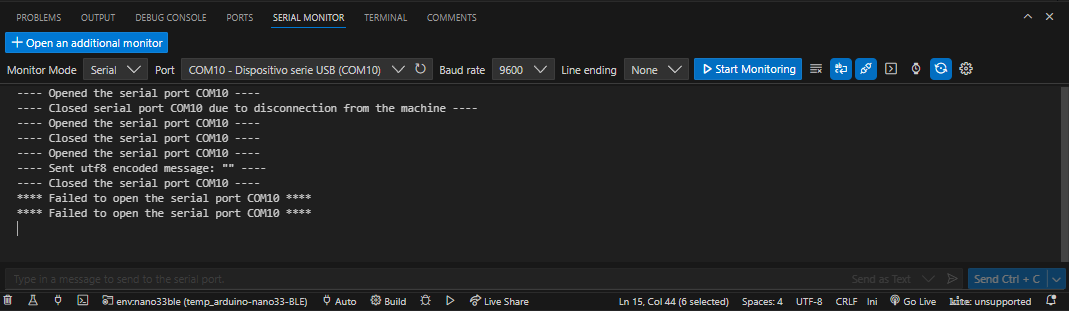 PROBLEMS OUTPUT DEBUG CONSOLE PORTS SERIAL MONITOR TERMINAL COMMENTS
+ Open an additional monitor
Monitor Mode Serial Port COM10 - Dispositivo serie USB (COM10) Baud rate 9600 Line ending None Start Monitoring
---- Opened the serial port COM10 ----
---- Closed serial port COM10 due to disconnection from the machine ----
---- Opened the serial port COM10 ----
---- Closed the serial port COM10 ----
---- Opened the serial port COM10 ----
---- Sent utf8 encoded message: "" ----
---- Closed the serial port COM10 ----
**** Failed to open the serial port COM10 ****
**** Failed to open the serial port COM10 ****
Type in a message to send to the serial port. Send as Text Send Ctrl + C
env:nano33ble (temp_arduino-nano33-BLE) Auto Build Live Share Ln 15, Col 44 (6 selected) Spaces: 4 UTF-8 CRLF Ini Go Live kite: unsupported